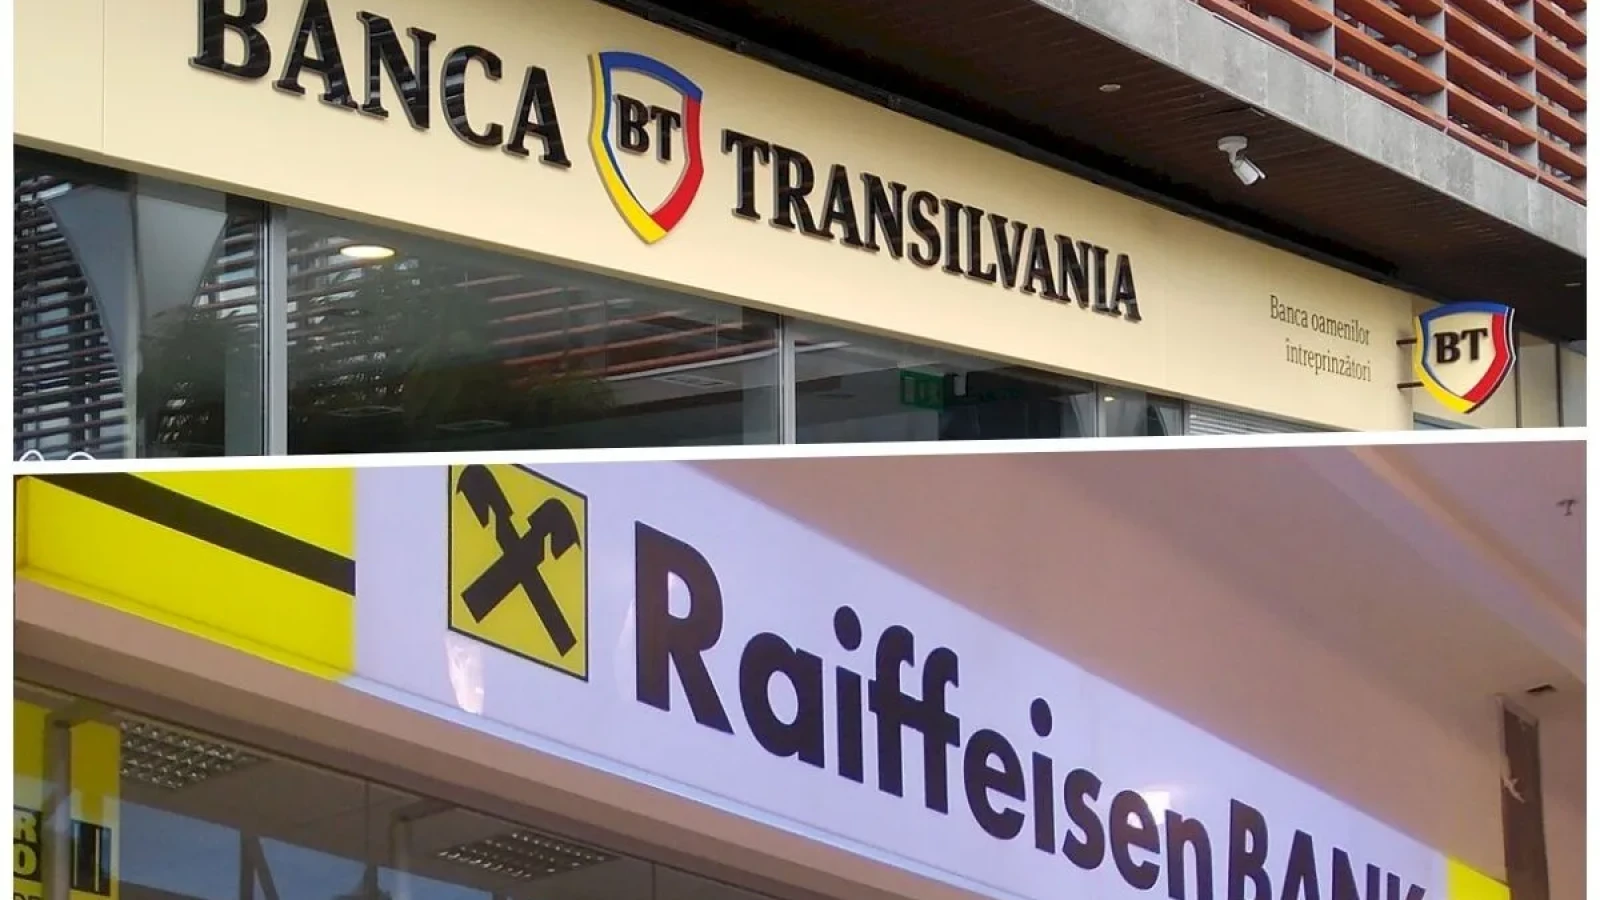 BANCA BT TRANSILVANIA
Banca oamenilor
întreprinzători
BT
Raiffeisen BANK